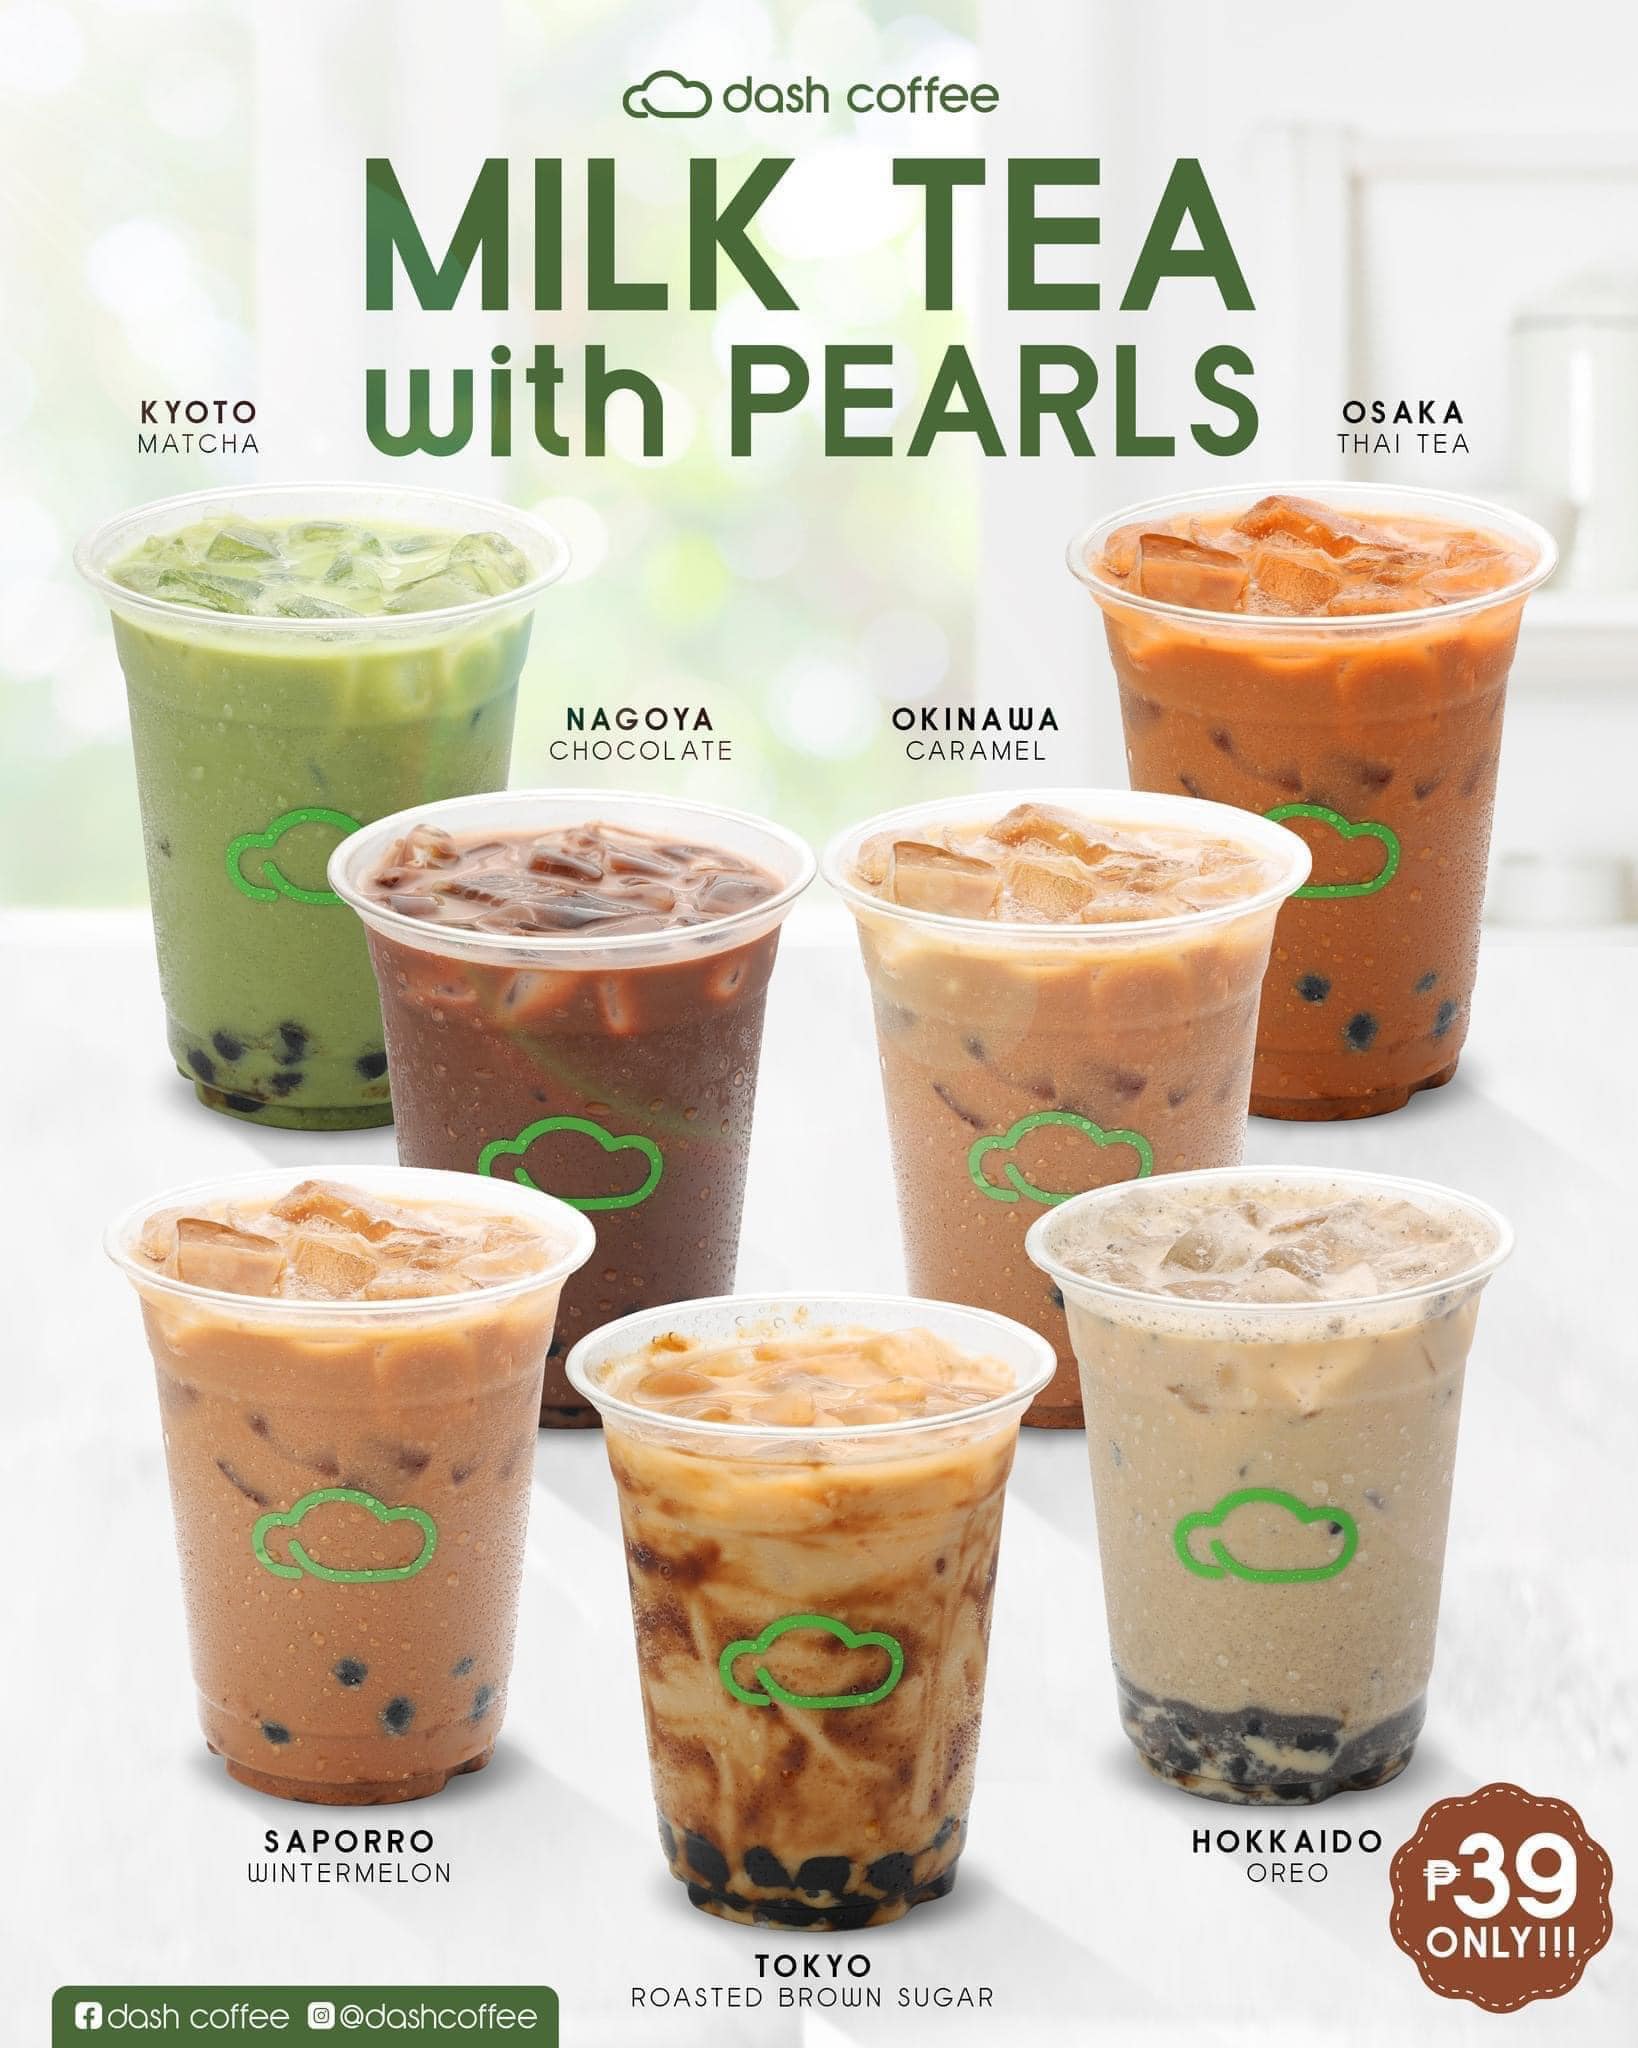 dash coffee
MILK TEA
with PEARLS
KYOTO
MATCHA
OSAKA
THAI TEA
NAGOYA
CHOCOLATE
OKINAWA
CARAMEL
SAPORRO
WINTERMELON
HOKKAIDO
OREO
₱39
ONLY!!!
TOKYO
ROASTED BROWN SUGAR
dash coffee @dashcoffee